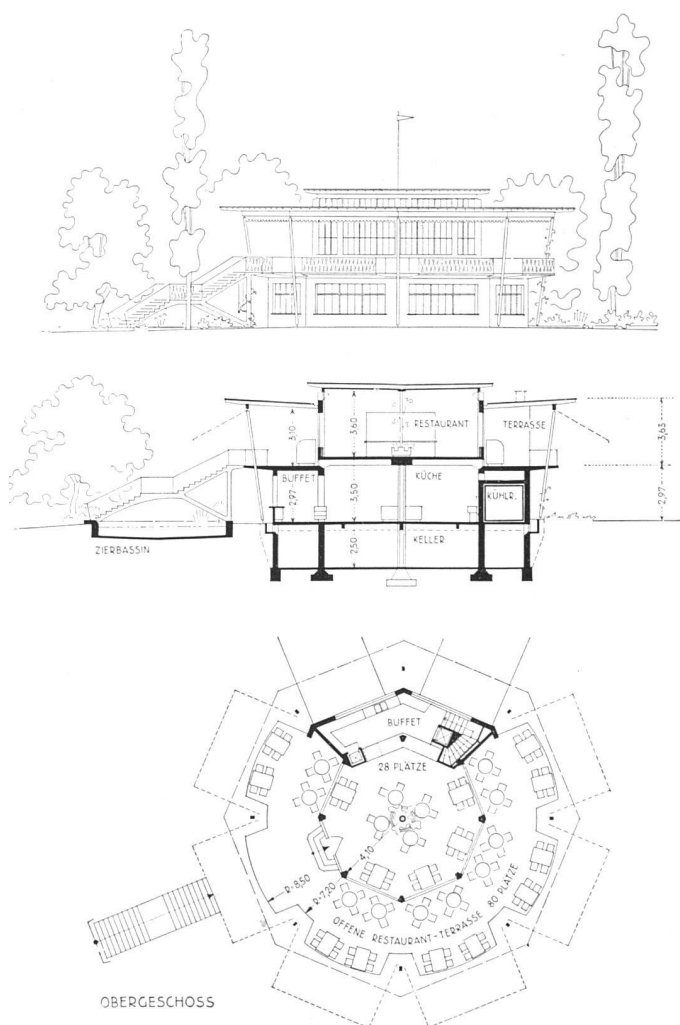 3,10
3,60
RESTAURANT
TERRASSE
3,63
BUFFET
KÜCHE
2,97
3,50
KÜHLR.
2,97
ZIERBASSIN
2,50
KELLER
BUFFET
28 PLÄTZE
4,10
R=8,50
R=7,20
OFFENE RESTAURANT-TERRASSE 80 PLÄTZE
OBERGESCHOSS